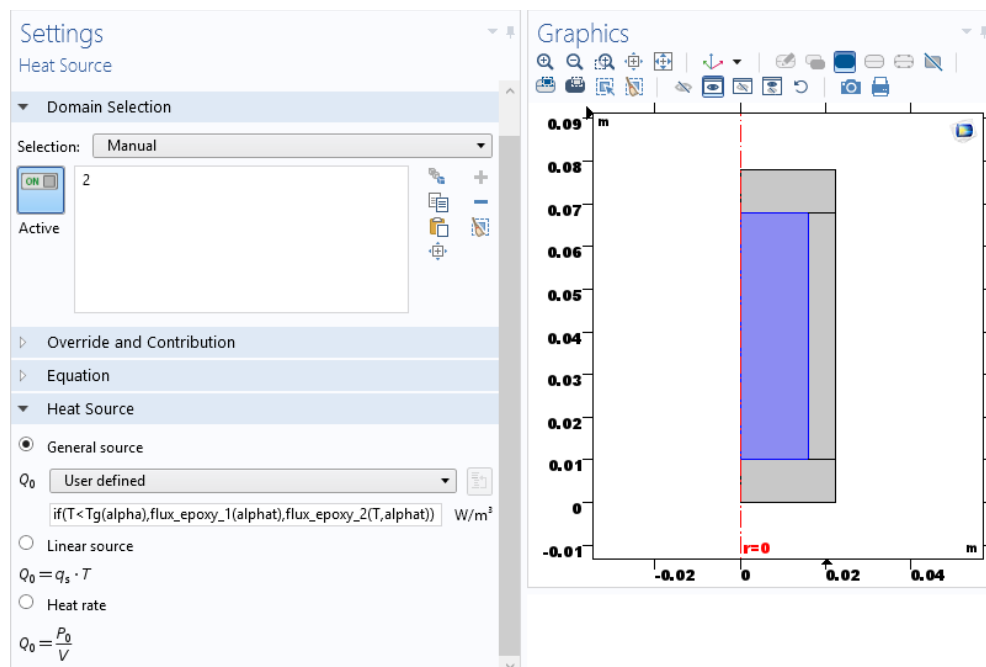 Settings
Heat Source
Domain Selection
Selection: Manual
ON
2
Active
Override and Contribution
Equation
Heat Source
General source
Q₀ User defined
if(T<Tg(alpha),flux_epoxy_1(alphat),flux_epoxy_2(T,alphat)) W/m³
Linear source
Q₀=qₛ · T
Heat rate
Q₀=P₀/V
Graphics
0.09 m
0.08
0.07
0.06
0.05
0.04
0.03
0.02
0.01
0
-0.01 r=0 m
-0.02 0 0.02 0.04